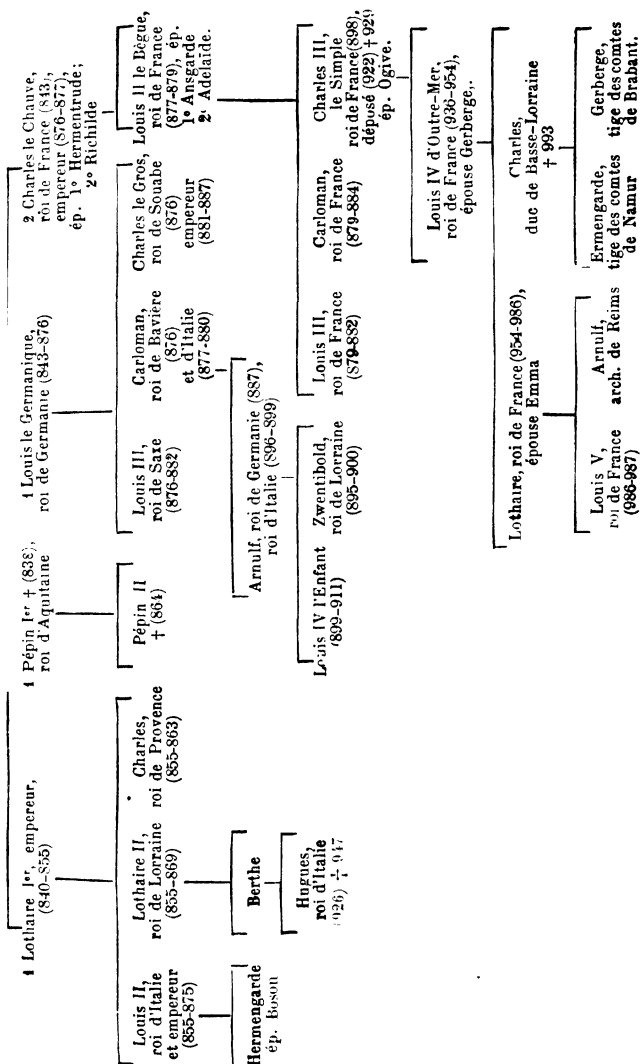 1 Lothaire Ier, empereur,
(840-855)
1 Pépin Ier † (838),
roi d'Aquitaine
1 Louis le Germanique,
roi de Germanie (843-876)
2 Charles le Chauve,
roi de France (843),
empereur (876-877),
ép. 1º Hermentrude;
2º Richilde
Louis II,
roi d'Italie
et empereur
(855-875)
Lothaire II,
roi de Lorraine
(855-869)
Charles,
roi de Provence
(855-863)
Pépin II
† (864)
Louis III,
roi de Saxe
(876-882)
Carloman,
roi de Bavière
(876)
et d'Italie
(877-880)
Charles le Gros,
roi de Souabe
(876)
empereur
(881-887)
Louis II le Bègue,
roi de France
(877-879), ép.
1º Ansgarde
2º Adelaïde.
Hermengarde
ép. Boson
Berthe
Hugues,
roi d'Italie
(926) † 947
Arnulf, roi de Germanie (887),
roi d'Italie (896-899)
Louis IV l'Enfant
(899-911)
Zwentibold,
roi de Lorraine
(895-900)
Louis III,
roi de France
(879-882)
Carloman,
roi de France
(879-884)
Charles III,
le Simple
roi de France (898),
déposé (922) † 929
ép. Ogive.
Louis IV d'Outre-Mer,
roi de France (936-954),
épouse Gerberge,.
Lothaire, roi de France (954-986),
épouse Emma
Charles,
duc de Basse-Lorraine
† 993
Louis V,
roi de France
(986-987)
Arnulf,
arch. de Reims
Ermengarde,
tige des comtes
de Namur
Gerberge,
tige des comtes
de Brabant.